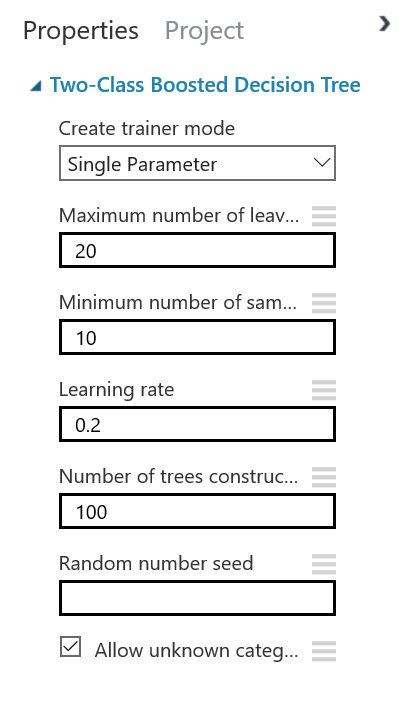 Properties Project
Two-Class Boosted Decision Tree
Create trainer mode
Single Parameter
Maximum number of leav...
20
Minimum number of sam...
10
Learning rate
0.2
Number of trees construc...
100
Random number seed
Allow unknown categ...